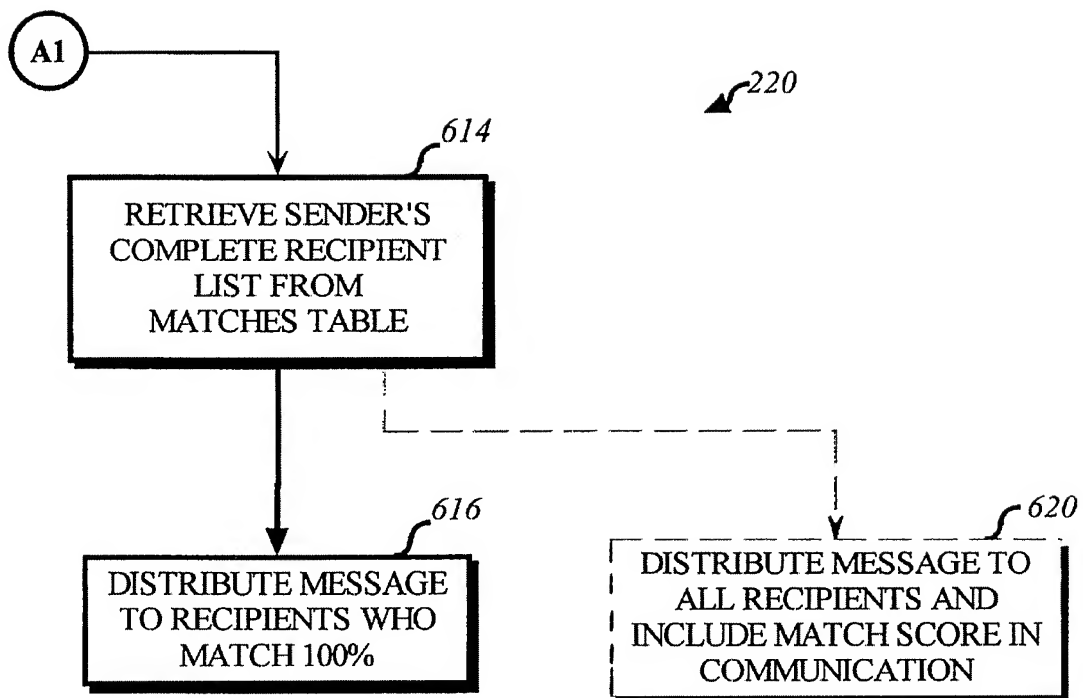 A1
220
614
RETRIEVE SENDER'S
COMPLETE RECIPIENT
LIST FROM
MATCHES TABLE
616
DISTRIBUTE MESSAGE
TO RECIPIENTS WHO
MATCH 100%
620
DISTRIBUTE MESSAGE TO
ALL RECIPIENTS AND
INCLUDE MATCH SCORE IN
COMMUNICATION